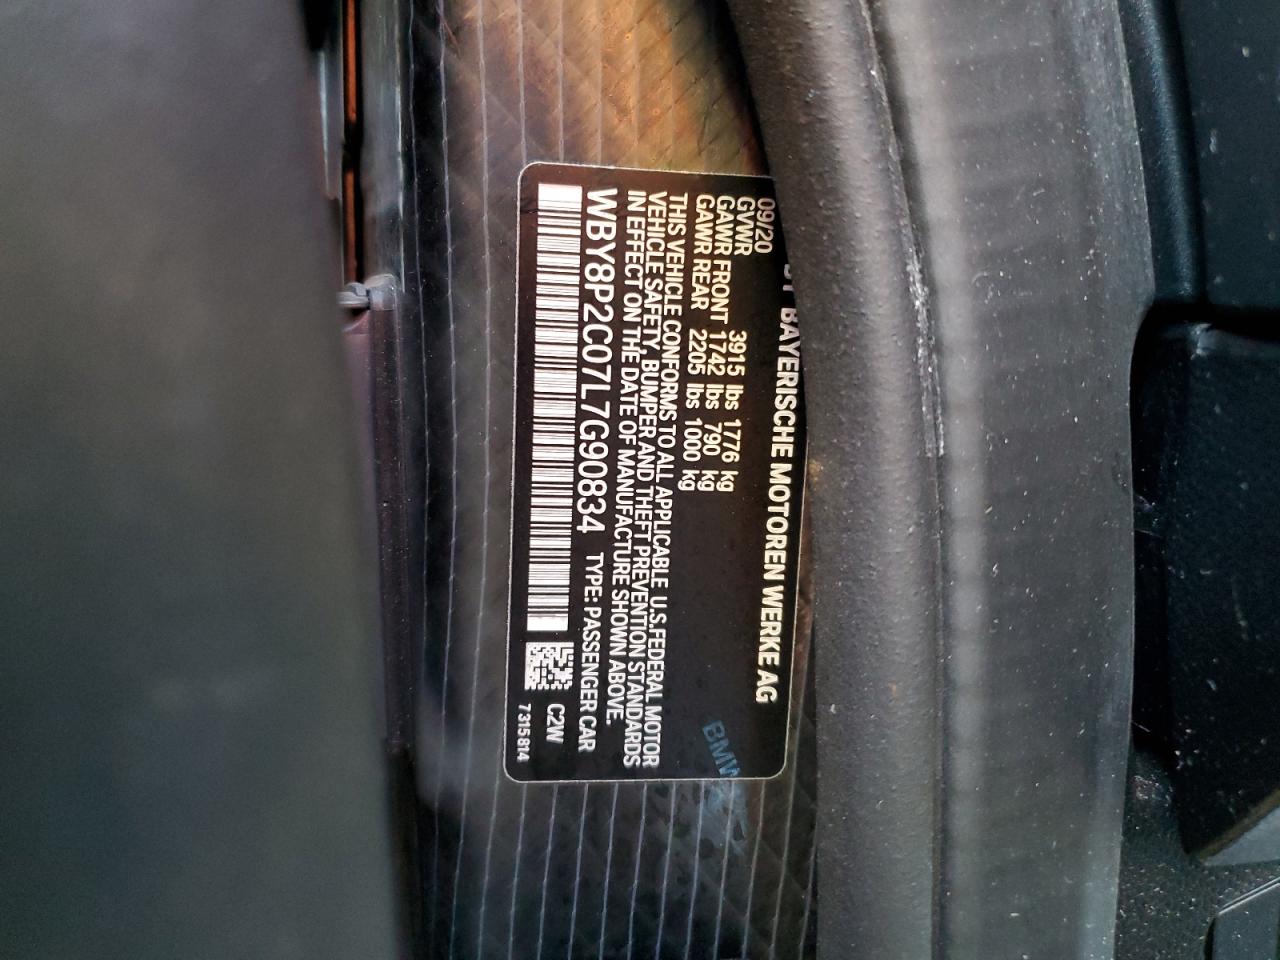 BAYERISCHE MOTOREN WERKE AG
09/20
GVWR 3915 lbs 1776 kg
GAWR FRONT 1742 lbs 790 kg
GAWR REAR 2205 lbs 1000 kg
THIS VEHICLE CONFORMS TO ALL APPLICABLE U.S.FEDERAL MOTOR
VEHICLE SAFETY, BUMPER AND THEFT PREVENTION STANDARDS
IN EFFECT ON THE DATE OF MANUFACTURE SHOWN ABOVE.
WBY8P2C07L7G90834 TYPE: PASSENGER CAR
C2W
7315814
BMW